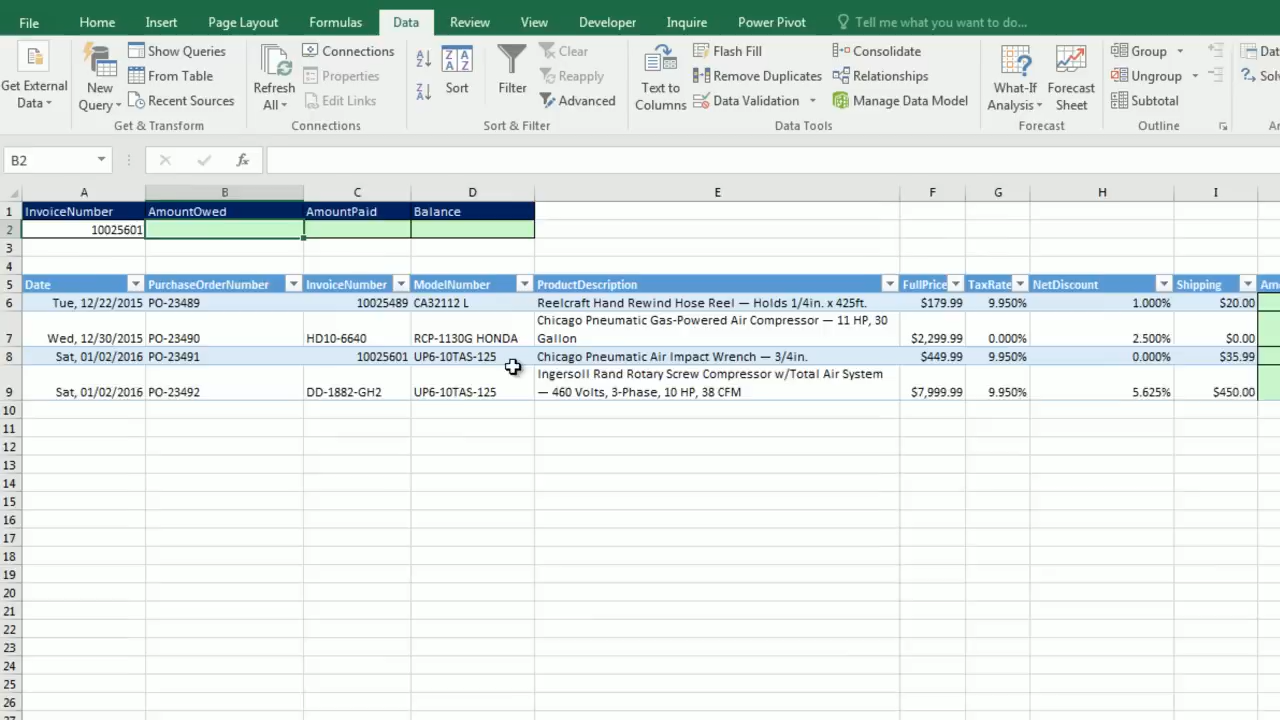 File Home Insert Page Layout Formulas Data Review View Developer Inquire Power Pivot Tell me what you want to do...
Get External Data
New Query
Show Queries
From Table
Recent Sources
Get & Transform
Refresh All
Connections
Properties
Edit Links
Connections
Sort
Filter
Clear
Reapply
Advanced
Sort & Filter
Text to Columns
Flash Fill
Remove Duplicates
Data Validation
Consolidate
Relationships
Manage Data Model
Data Tools
What-If Analysis
Forecast Sheet
Forecast
Group
Ungroup
Subtotal
Outline
Dat
Solv
B2 fx
A B C D E F G H I
1 InvoiceNumber AmountOwed AmountPaid Balance
2 10025601
3
4
5 Date PurchaseOrderNumber InvoiceNumber ModelNumber ProductDescription FullPrice TaxRate NetDiscount Shipping Amo
6 Tue, 12/22/2015 PO-23489 10025489 CA32112 L Reelcraft Hand Rewind Hose Reel — Holds 1/4in. x 425ft. $179.99 9.950% 1.000% $20.00
Chicago Pneumatic Gas-Powered Air Compressor — 11 HP, 30
7 Wed, 12/30/2015 PO-23490 HD10-6640 RCP-1130G HONDA Gallon $2,299.99 0.000% 2.500% $0.00
8 Sat, 01/02/2016 PO-23491 10025601 UP6-10TAS-125 Chicago Pneumatic Air Impact Wrench — 3/4in. $449.99 9.950% 0.000% $35.99
Ingersoll Rand Rotary Screw Compressor w/Total Air System
9 Sat, 01/02/2016 PO-23492 DD-1882-GH2 UP6-10TAS-125 — 460 Volts, 3-Phase, 10 HP, 38 CFM $7,999.99 9.950% 5.625% $450.00
10
11
12
13
14
15
16
17
18
19
20
21
22
23
24
25
26